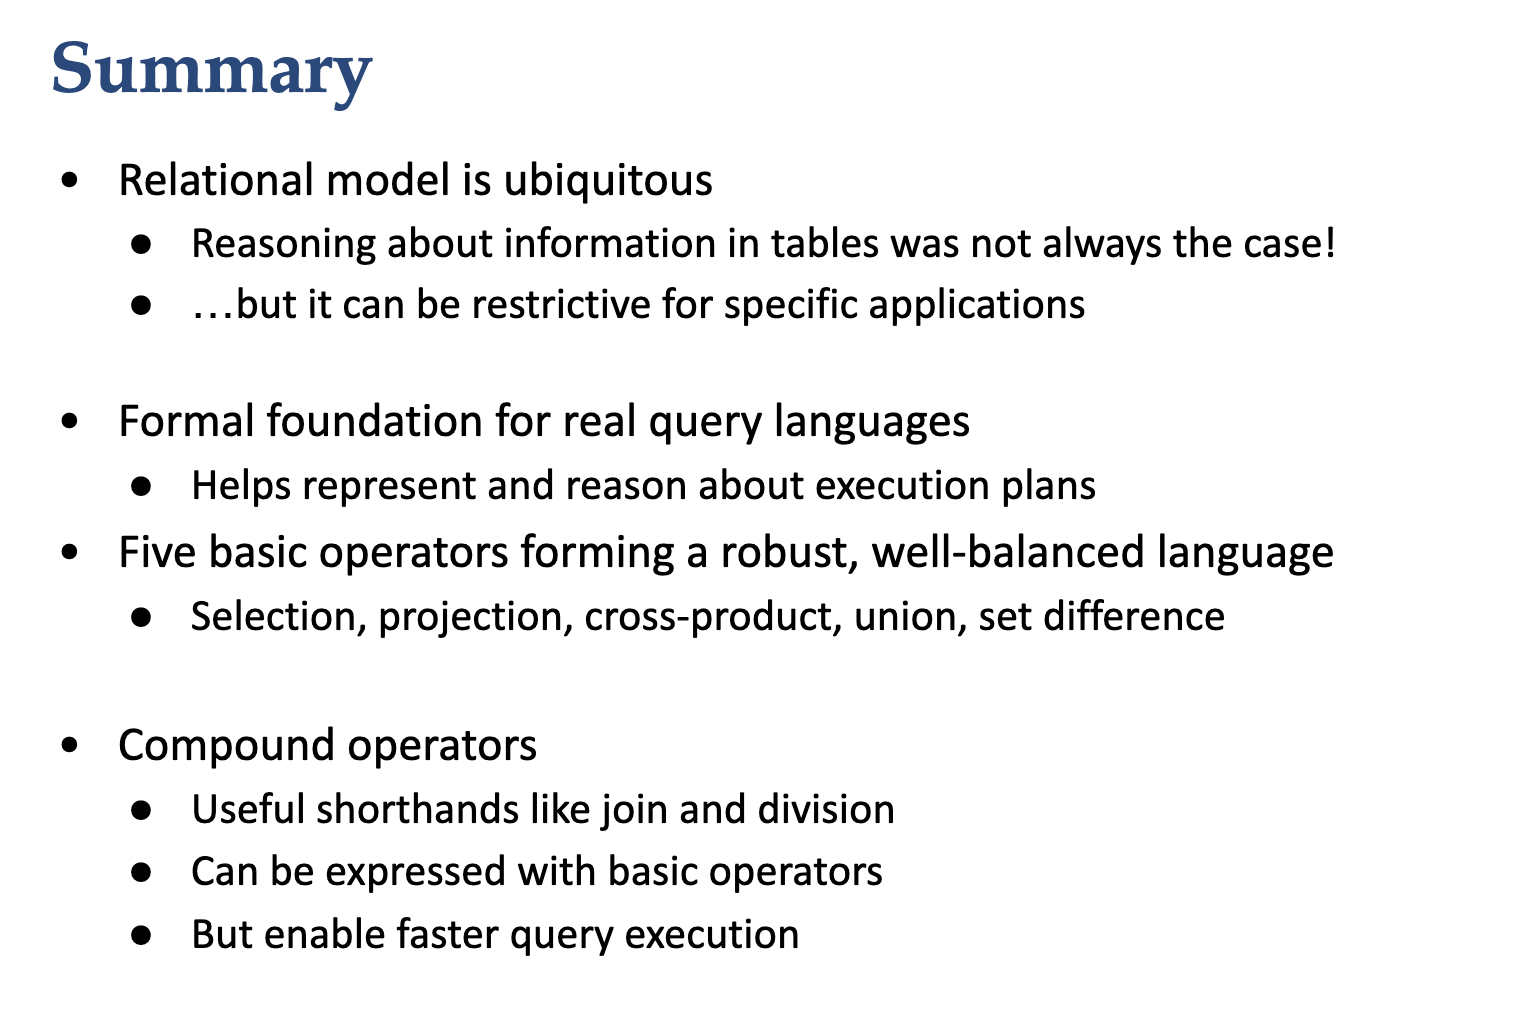 Summary
• Relational model is ubiquitous
● Reasoning about information in tables was not always the case!
● …but it can be restrictive for specific applications
• Formal foundation for real query languages
● Helps represent and reason about execution plans
• Five basic operators forming a robust, well-balanced language
● Selection, projection, cross-product, union, set difference
• Compound operators
● Useful shorthands like join and division
● Can be expressed with basic operators
● But enable faster query execution